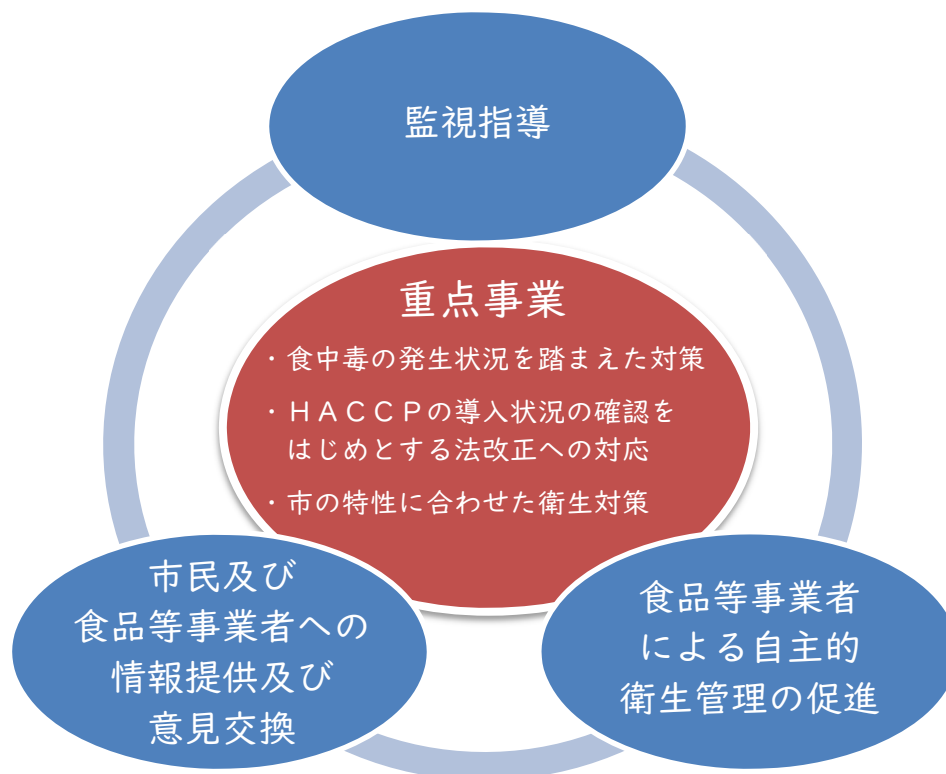 監視指導
重点事業
・食中毒の発生状況を踏まえた対策
・ＨＡＣＣＰの導入状況の確認を
はじめとする法改正への対応
・市の特性に合わせた衛生対策
市民及び
食品等事業者への
情報提供及び
意見交換
食品等事業者
による自主的
衛生管理の促進